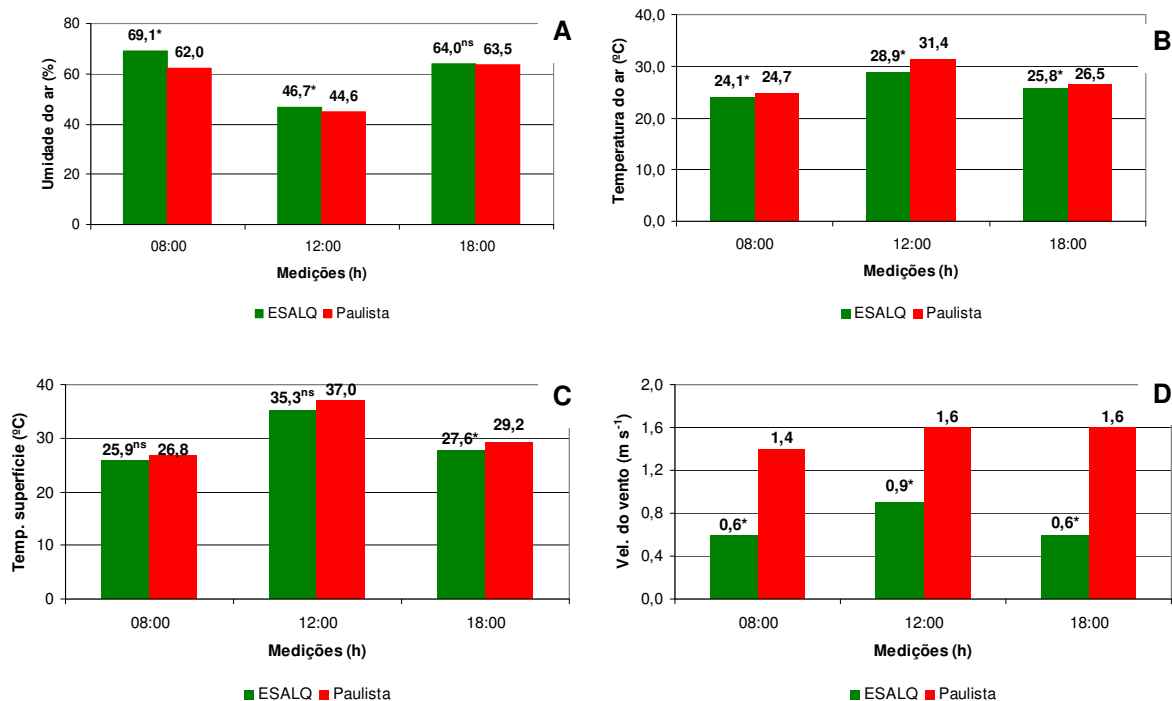 A
Umidade do ar (%)
80
60
40
20
0
69,1*
62,0
46,7*
44,6
64,0ns
63,5
08:00 12:00 18:00
Medições (h)
ESALQ Paulista
B
Temperatura do ar (ºC)
40,0
30,0
20,0
10,0
0,0
24,1*
24,7
28,9*
31,4
25,8*
26,5
08:00 12:00 18:00
Medições (h)
ESALQ Paulista
C
Temp. superfície (ºC)
40
30
20
10
0
25,9ns
26,8
35,3ns
37,0
27,6*
29,2
08:00 12:00 18:00
Medições (h)
ESALQ Paulista
D
Vel. do vento (m s-1)
2,0
1,6
1,2
0,8
0,4
0,0
0,6*
1,4
0,9*
1,6
0,6*
1,6
08:00 12:00 18:00
Medições (h)
ESALQ Paulista